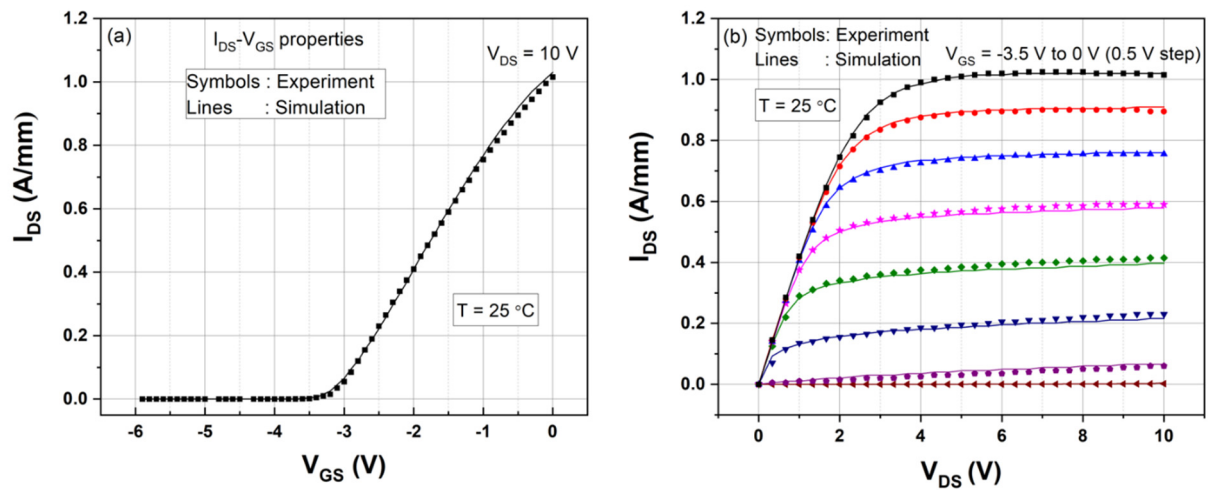 (a)
I_DS-V_GS properties
V_DS = 10 V
Symbols : Experiment
Lines : Simulation
T = 25 °C
I_DS (A/mm)
1.2
1.0
0.8
0.6
0.4
0.2
0.0
-6 -5 -4 -3 -2 -1 0
V_GS (V)
(b)
Symbols: Experiment
Lines : Simulation
V_GS = -3.5 V to 0 V (0.5 V step)
T = 25 °C
I_DS (A/mm)
1.2
1.0
0.8
0.6
0.4
0.2
0.0
0 2 4 6 8 10
V_DS (V)